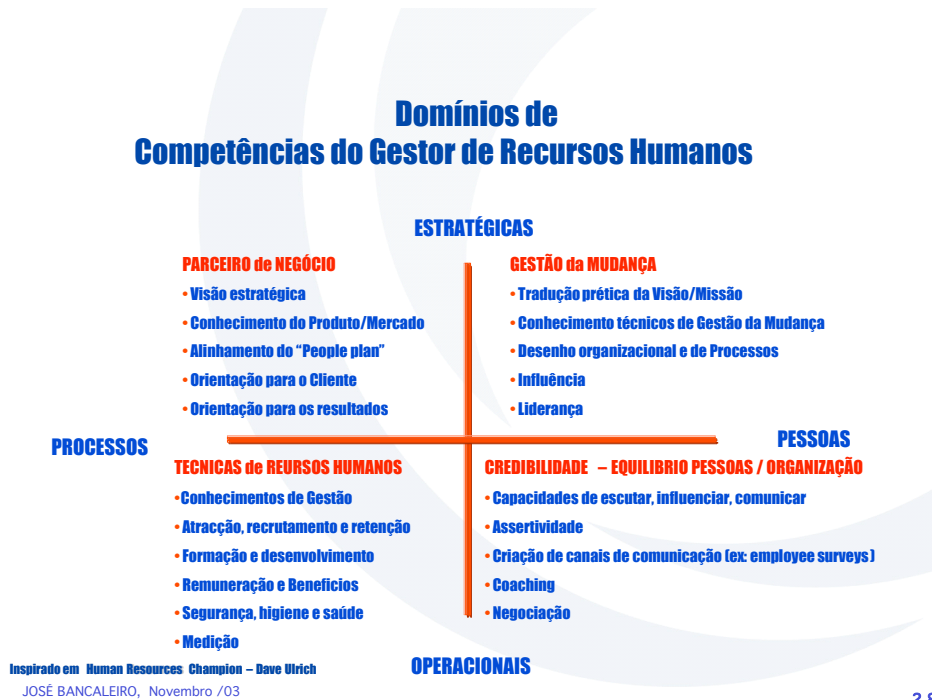 Domínios de
Competências do Gestor de Recursos Humanos
ESTRATÉGICAS
PARCEIRO de NEGÓCIO
• Visão estratégica
• Conhecimento do Produto/Mercado
• Alinhamento do “People plan”
• Orientação para o Cliente
• Orientação para os resultados
GESTÃO da MUDANÇA
• Tradução prética da Visão/Missão
• Conhecimento técnicos de Gestão da Mudança
• Desenho organizacional e de Processos
• Influência
• Liderança
PROCESSOS
PESSOAS
TECNICAS de REURSOS HUMANOS
• Conhecimentos de Gestão
• Atracção, recrutamento e retenção
• Formação e desenvolvimento
• Remuneração e Beneficios
• Segurança, higiene e saúde
• Medição
CREDIBILIDADE – EQUILIBRIO PESSOAS / ORGANIZAÇÃO
• Capacidades de escutar, influenciar, comunicar
• Assertividade
• Criação de canais de comunicação (ex: employee surveys)
• Coaching
• Negociação
OPERACIONAIS
Inspirado em Human Resources Champion – Dave Ulrich
JOSÉ BANCALEIRO, Novembro /03